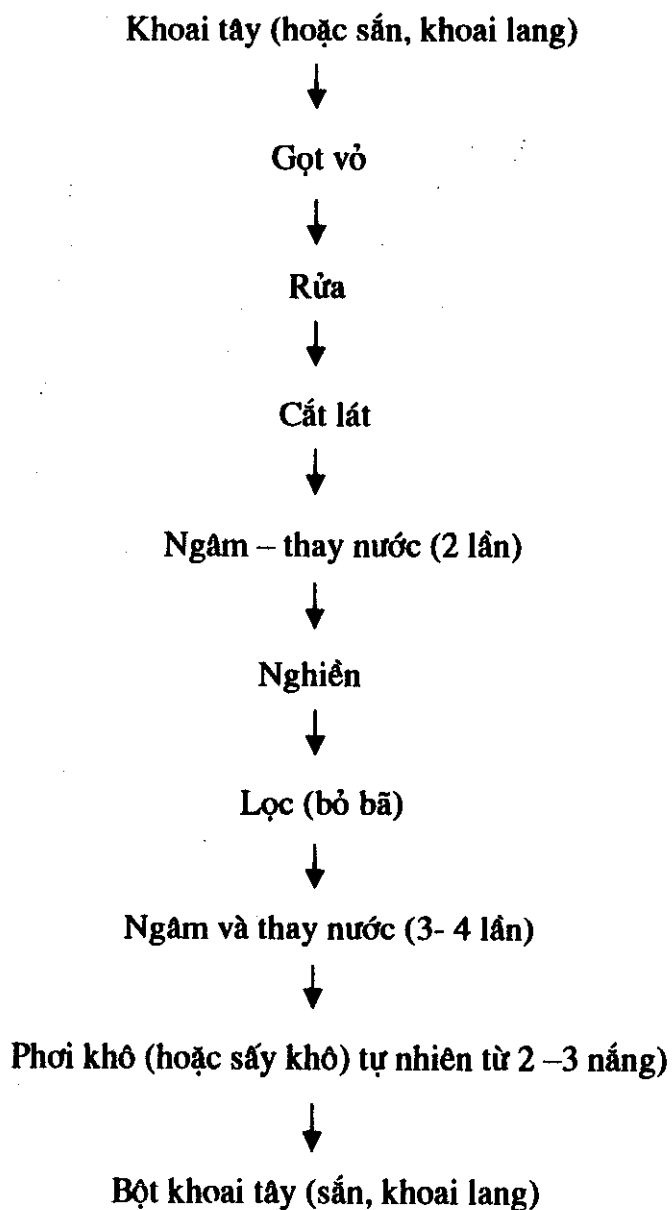 Khoai tây (hoặc sắn, khoai lang)
Gọt vỏ
Rửa
Cắt lát
Ngâm – thay nước (2 lần)
Nghiền
Lọc (bỏ bã)
Ngâm và thay nước (3- 4 lần)
Phơi khô (hoặc sấy khô) tự nhiên từ 2 –3 nắng)
Bột khoai tây (sắn, khoai lang)